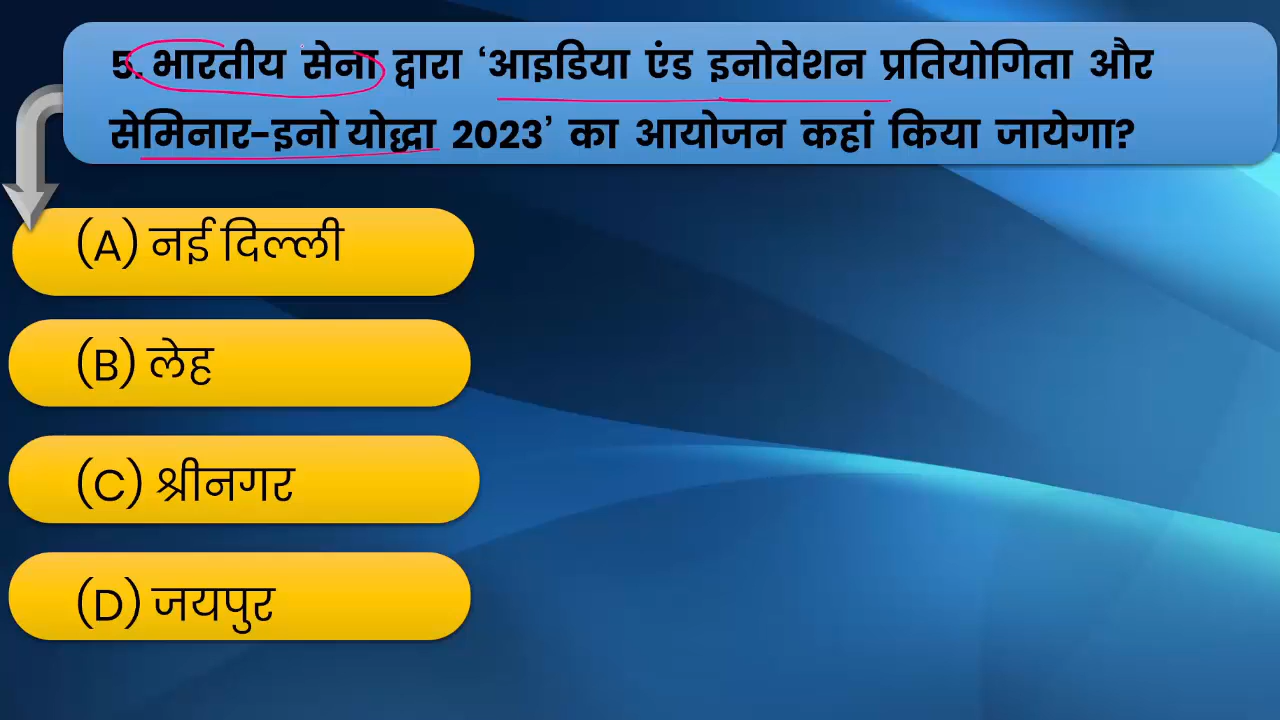 5. भारतीय सेना द्वारा ‘आइडिया एंड इनोवेशन प्रतियोगिता और
सेमिनार-इनो योद्धा 2023’ का आयोजन कहां किया जायेगा?
(A) नई दिल्ली
(B) लेह
(C) श्रीनगर
(D) जयपुर